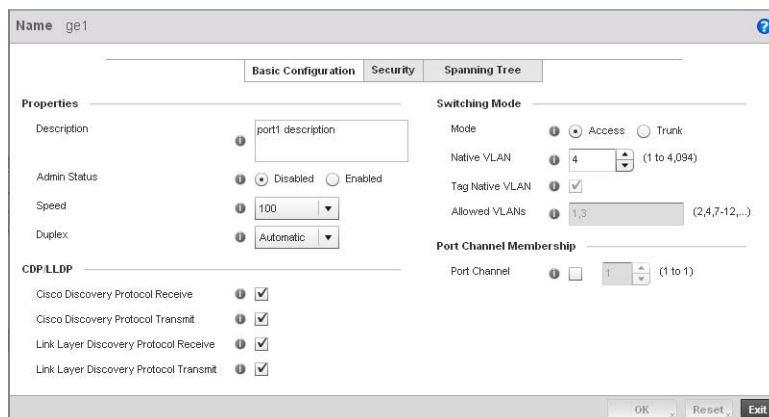 Name ge1
?
Basic Configuration
Security
Spanning Tree
Properties
Description
port1 description
Admin Status
Disabled
Enabled
Speed
100
Duplex
Automatic
CDP/LLDP
Cisco Discovery Protocol Receive
Cisco Discovery Protocol Transmit
Link Layer Discovery Protocol Receive
Link Layer Discovery Protocol Transmit
Switching Mode
Mode
Access
Trunk
Native VLAN
4
(1 to 4,094)
Tag Native VLAN
Allowed VLANs
1,3
(2,4,7-12,...)
Port Channel Membership
Port Channel
1
(1 to 1)
OK
Reset
Exit